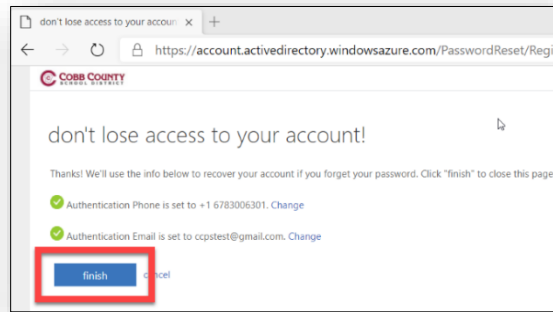 don't lose access to your accoun
https://account.activedirectory.windowsazure.com/PasswordReset/Regi
COBB COUNTY
SCHOOL DISTRICT
don't lose access to your account!
Thanks! We'll use the info below to recover your account if you forget your password. Click "finish" to close this page
Authentication Phone is set to +1 6783006301. Change
Authentication Email is set to ccpstest@gmail.com. Change
finish cancel